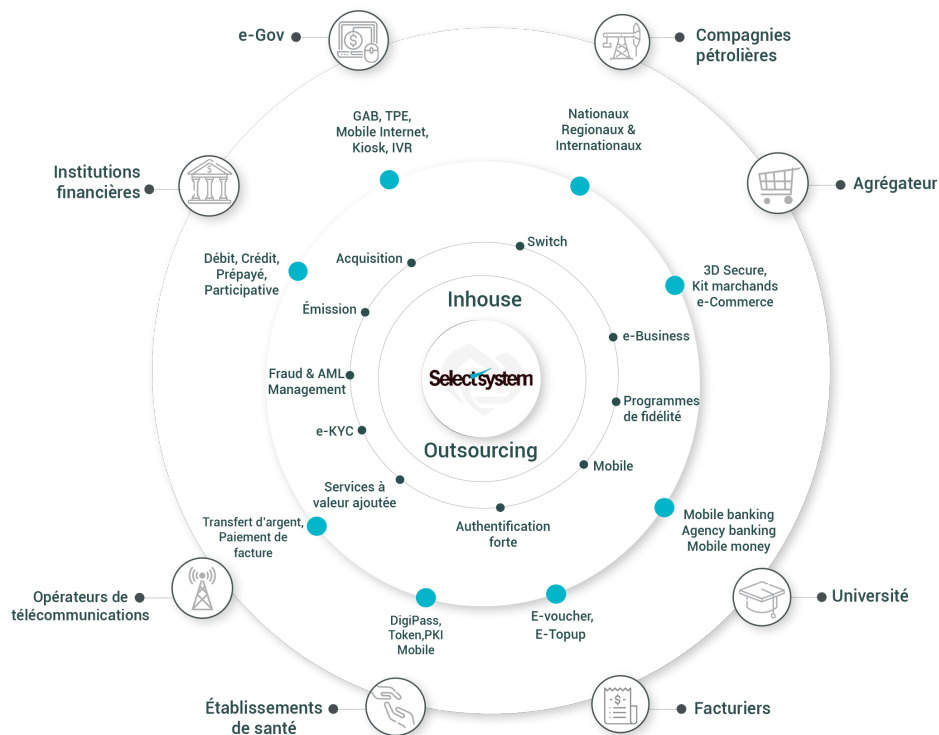 e-Gov
Compagnies
pétrolières
GAB, TPE,
Mobile Internet,
Kiosk, IVR
Nationaux
Regionaux &
Internationaux
Institutions
financières
Agrégateur
Switch
Acquisition
Débit, Crédit,
Prépayé,
Participative
3D Secure,
Kit marchands
e-Commerce
Inhouse
Émission
e-Business
Fraud & AML
Management
Selectsystem
Programmes
de fidélité
e-KYC
Outsourcing
Mobile
Services à
valeur ajoutée
Authentification
forte
Transfert d'argent,
Paiement de
facture
Mobile banking
Agency banking
Mobile money
Opérateurs de
télécommunications
Université
DigiPass,
Token,PKI
Mobile
E-voucher,
E-Topup
Établissements
de santé
Facturiers